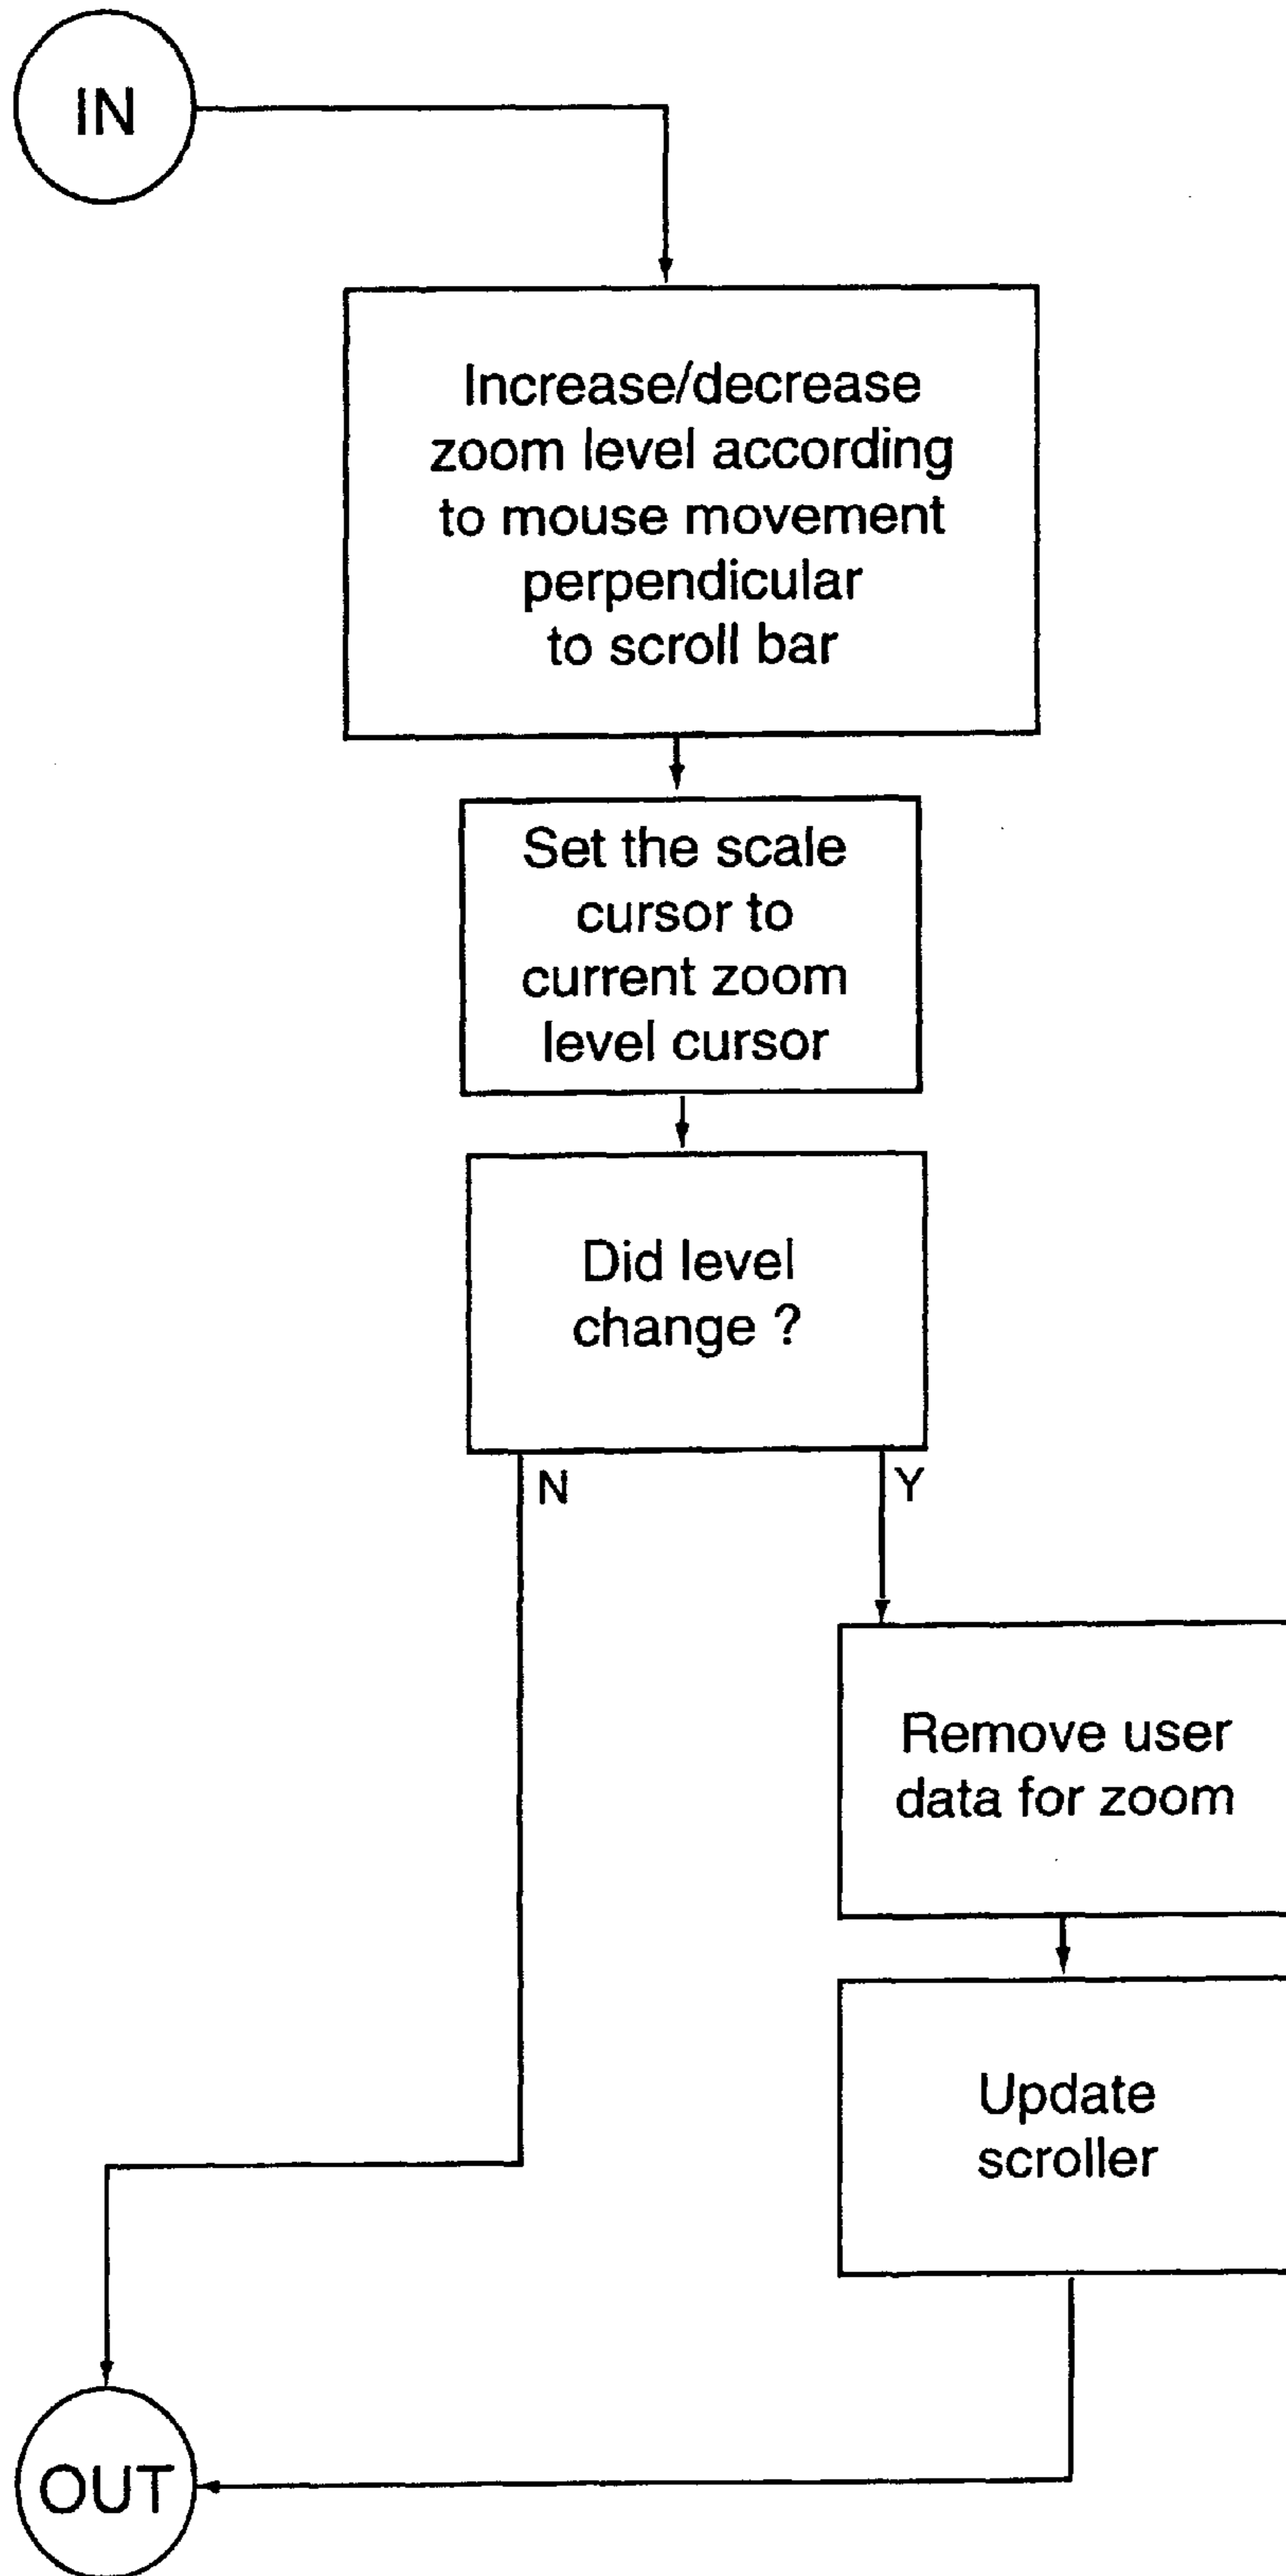 IN
Increase/decrease
zoom level according
to mouse movement
perpendicular
to scroll bar
Set the scale
cursor to
current zoom
level cursor
Did level
change ?
N
Y
Remove user
data for zoom
Update
scroller
OUT